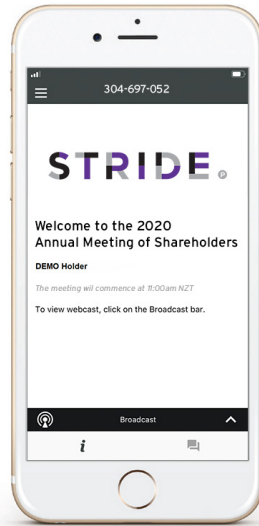 304-697-052
STRIDE P
Welcome to the 2020
Annual Meeting of Shareholders
DEMO Holder
The meeting wil commence at 11:00am NZT
To view webcast, click on the Broadcast bar.
Broadcast
i